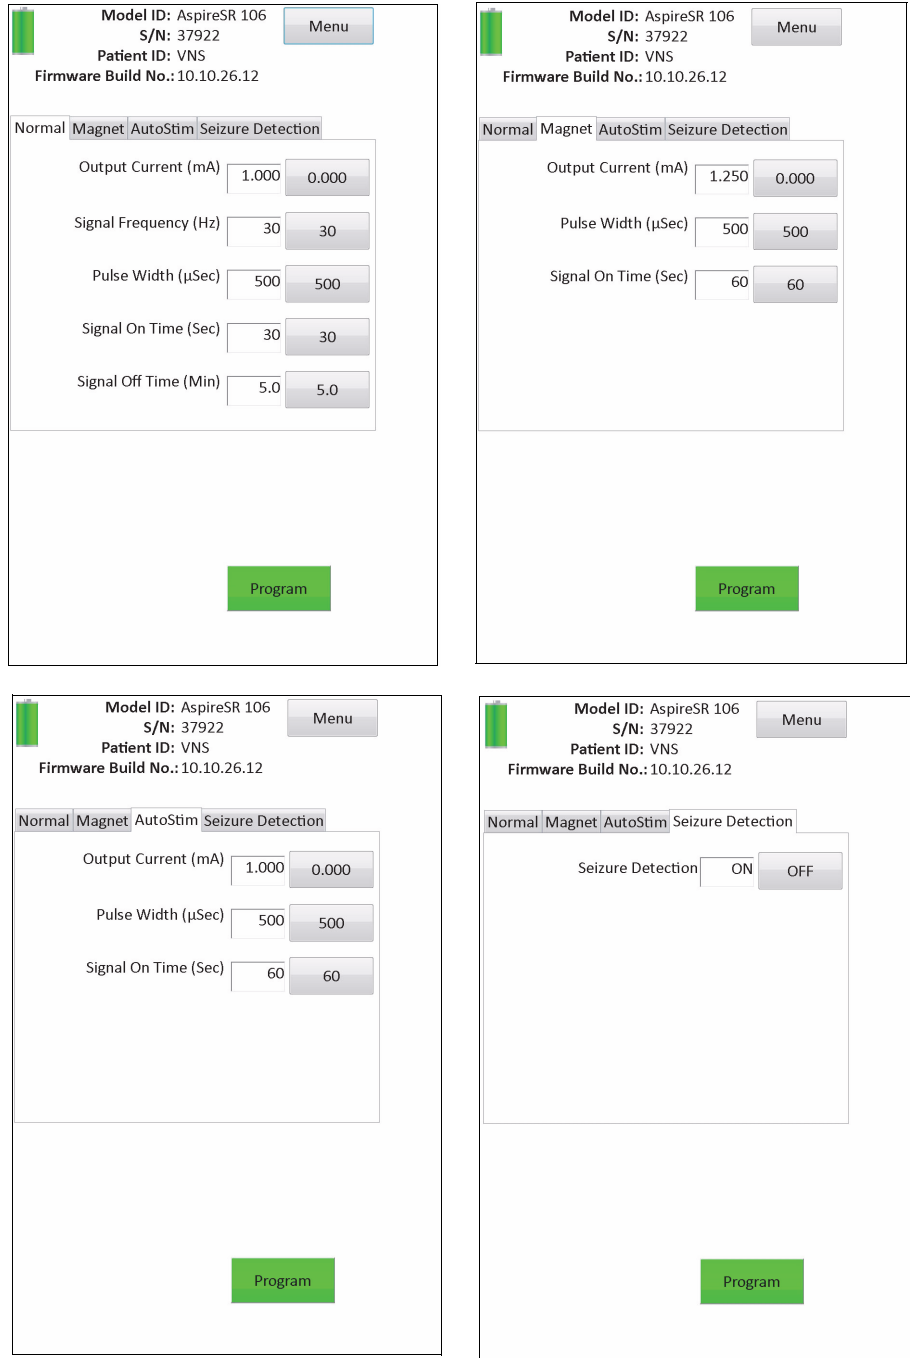 Model ID: AspireSR 106
Menu
S/N: 37922
Patient ID: VNS
Firmware Build No.: 10.10.26.12
Normal Magnet AutoStim Seizure Detection
Output Current (mA) 1.000 0.000
Signal Frequency (Hz) 30 30
Pulse Width (µSec) 500 500
Signal On Time (Sec) 30 30
Signal Off Time (Min) 5.0 5.0
Program
Model ID: AspireSR 106
Menu
S/N: 37922
Patient ID: VNS
Firmware Build No.: 10.10.26.12
Normal Magnet AutoStim Seizure Detection
Output Current (mA) 1.250 0.000
Pulse Width (µSec) 500 500
Signal On Time (Sec) 60 60
Program
Model ID: AspireSR 106
Menu
S/N: 37922
Patient ID: VNS
Firmware Build No.: 10.10.26.12
Normal Magnet AutoStim Seizure Detection
Output Current (mA) 1.000 0.000
Pulse Width (µSec) 500 500
Signal On Time (Sec) 60 60
Program
Model ID: AspireSR 106
Menu
S/N: 37922
Patient ID: VNS
Firmware Build No.: 10.10.26.12
Normal Magnet AutoStim Seizure Detection
Seizure Detection ON OFF
Program